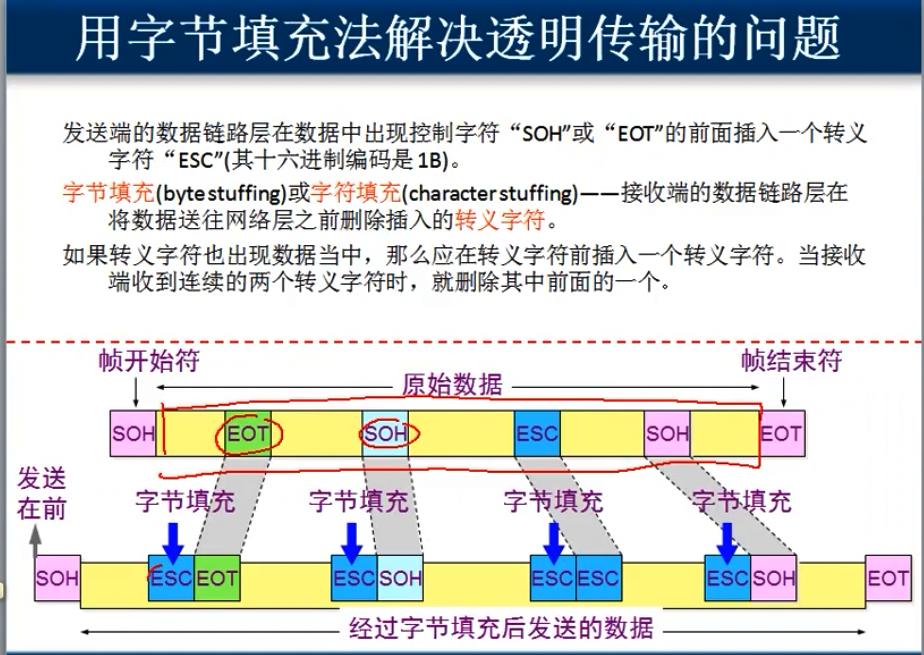 用字节填充法解决透明传输的问题
发送端的数据链路层在数据中出现控制字符“SOH”或“EOT”的前面插入一个转义
字符“ESC”(其十六进制编码是1B)。
字节填充(byte stuffing)或字符填充(character stuffing)——接收端的数据链路层在
将数据送往网络层之前删除插入的转义字符。
如果转义字符也出现数据当中，那么应在转义字符前插入一个转义字符。当接收
端收到连续的两个转义字符时，就删除其中前面的一个。
帧开始符 帧结束符
原始数据
SOH EOT SOH ESC SOH EOT
发送
在前
字节填充 字节填充 字节填充 字节填充
SOH ESC EOT ESC SOH ESC ESC ESC SOH EOT
经过字节填充后发送的数据